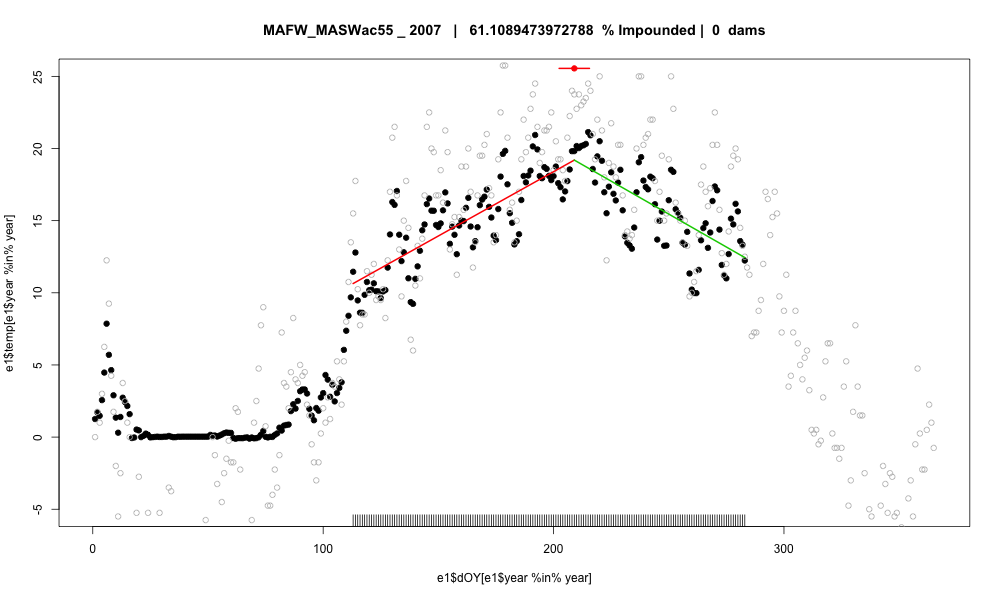 MAFW_MASWac55 _ 2007 | 61.1089473972788 % Impounded | 0 dams
e1$temp[e1$year %in% year]
25
20
15
10
5
0
-5
0 100 200 300
e1$dOY[e1$year %in% year]